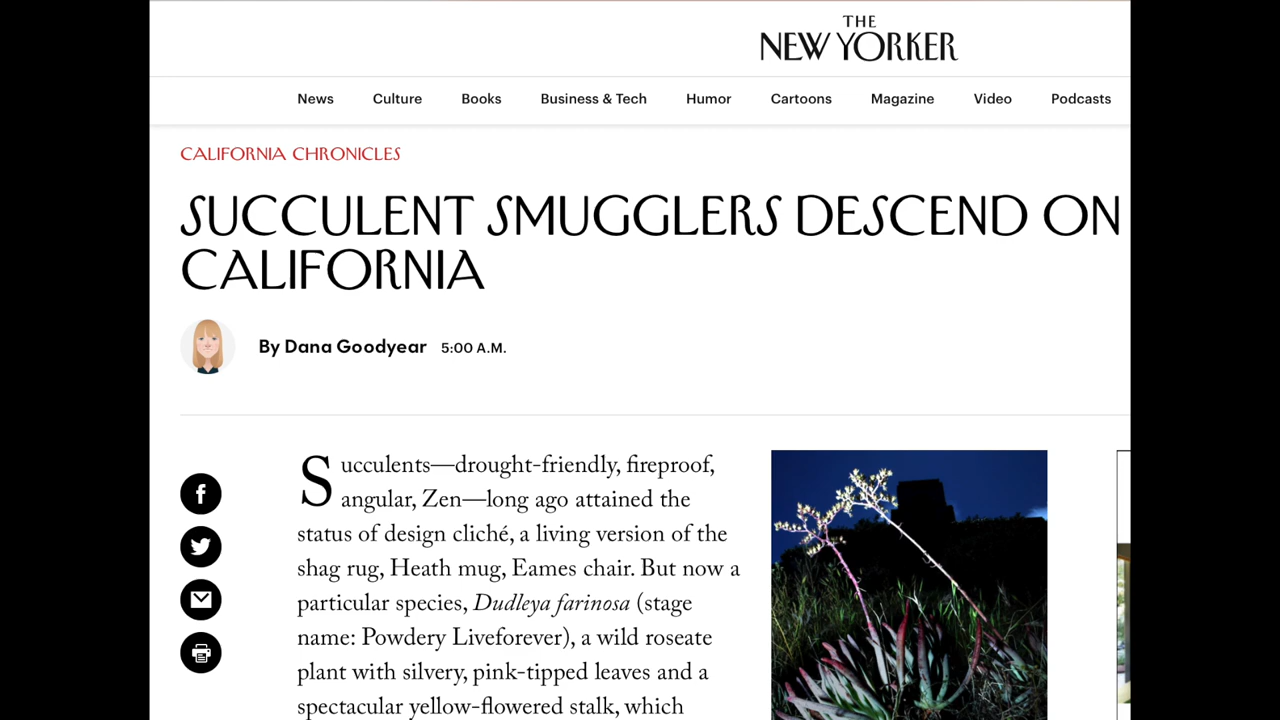 THE
NEW YORKER
News Culture Books Business & Tech Humor Cartoons Magazine Video Podcasts
CALIFORNIA CHRONICLES
SUCCULENT SMUGGLERS DESCEND ON
CALIFORNIA
By Dana Goodyear 5:00 A.M.
Succulents—drought-friendly, fireproof,
angular, Zen—long ago attained the
status of design cliché, a living version of the
shag rug, Heath mug, Eames chair. But now a
particular species, Dudleya farinosa (stage
name: Powdery Liveforever), a wild roseate
plant with silvery, pink-tipped leaves and a
spectacular yellow-flowered stalk, which